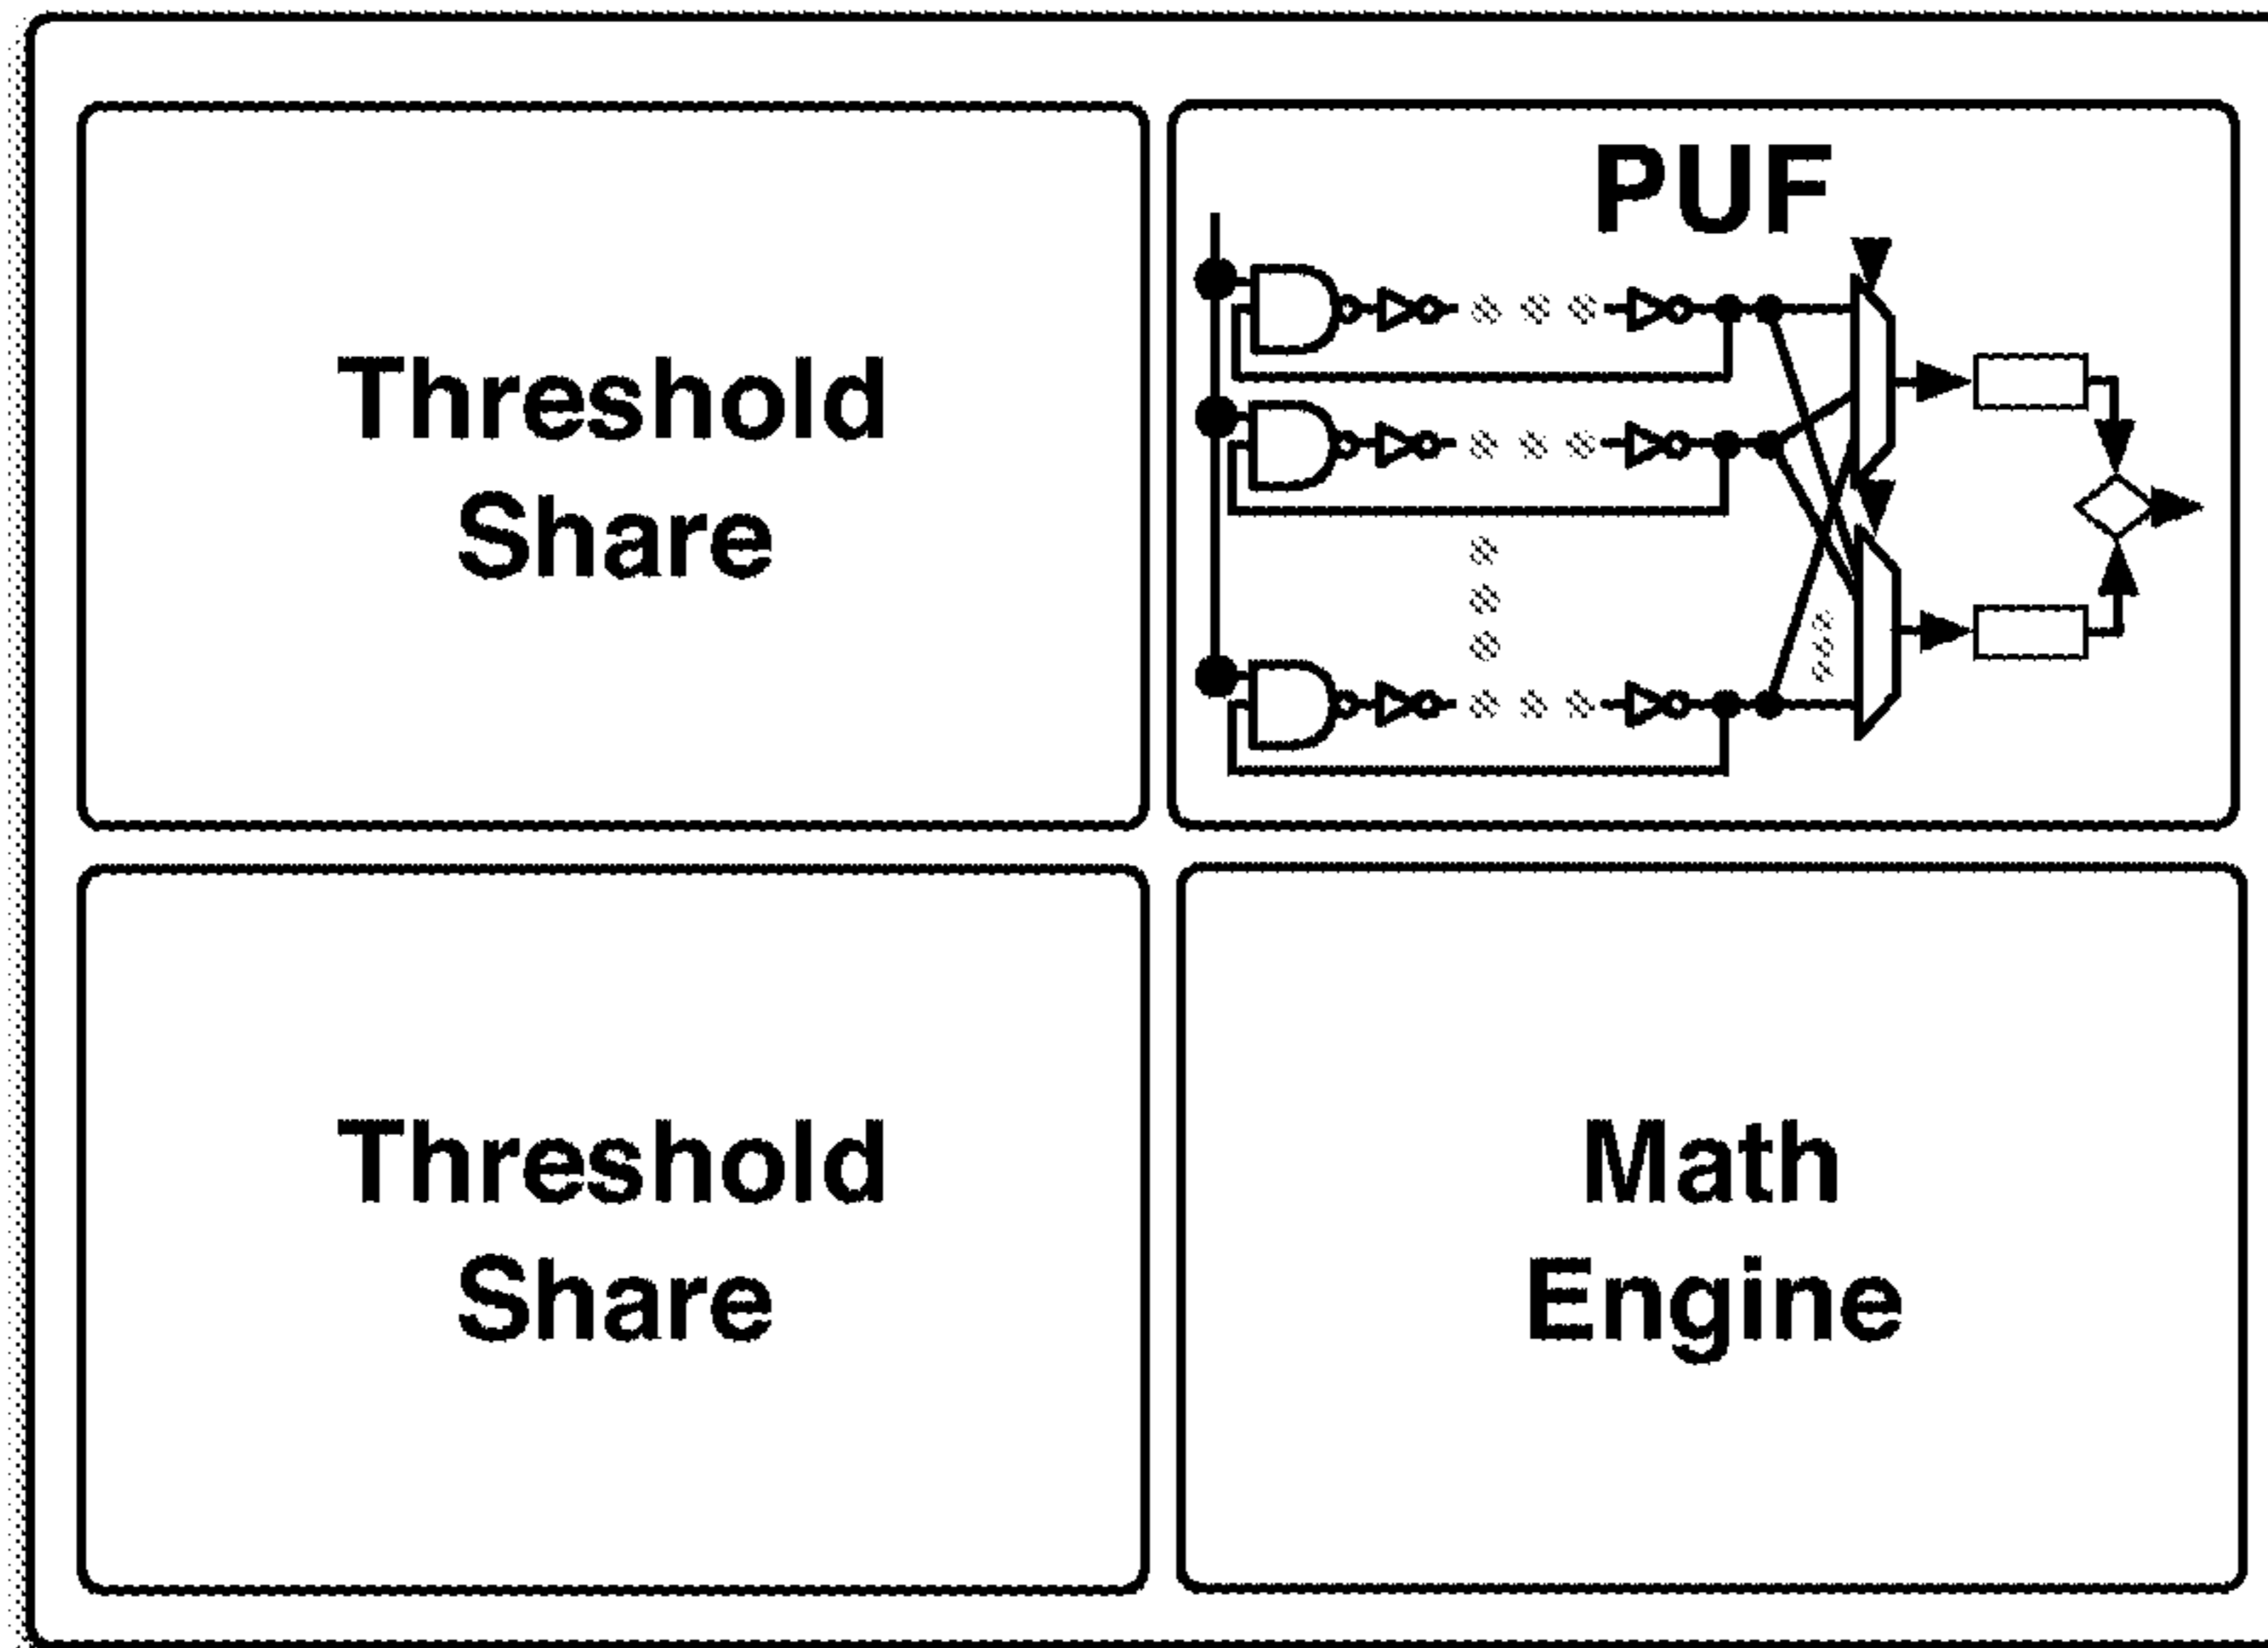 Threshold
Share
PUF
Threshold
Share
Math
Engine